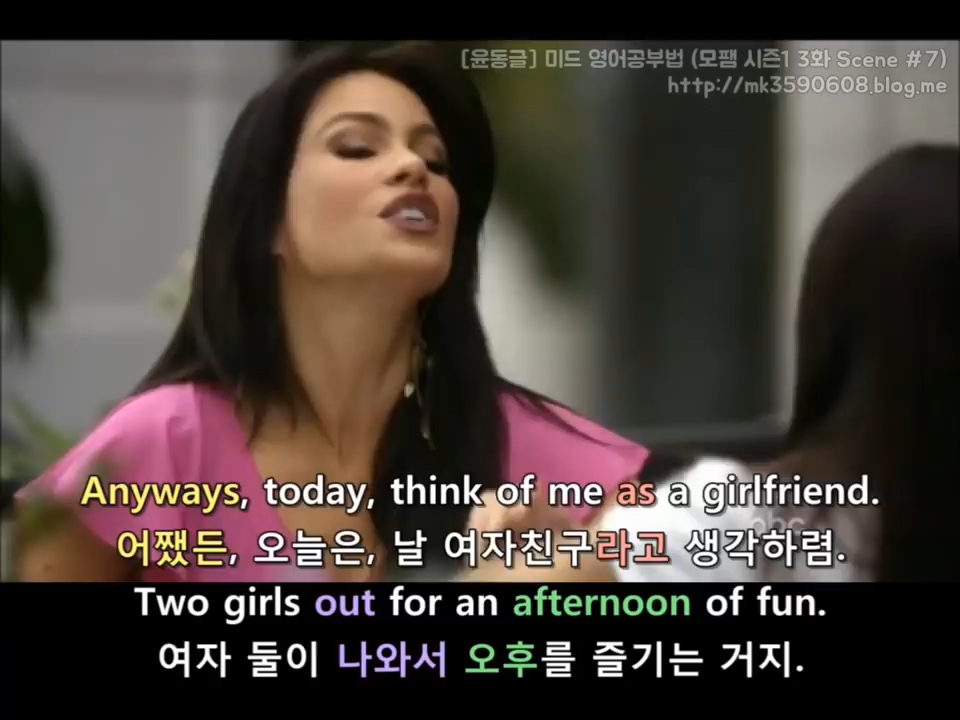 [윤동글] 미드 영어공부법 (모팸 시즌1 3화 Scene #7)
http://mk3590608.blog.me
Anyways, today, think of me as a girlfriend.
abc
어쨌든, 오늘은, 날 여자친구라고 생각하렴.
Two girls out for an afternoon of fun.
여자 둘이 나와서 오후를 즐기는 거지.